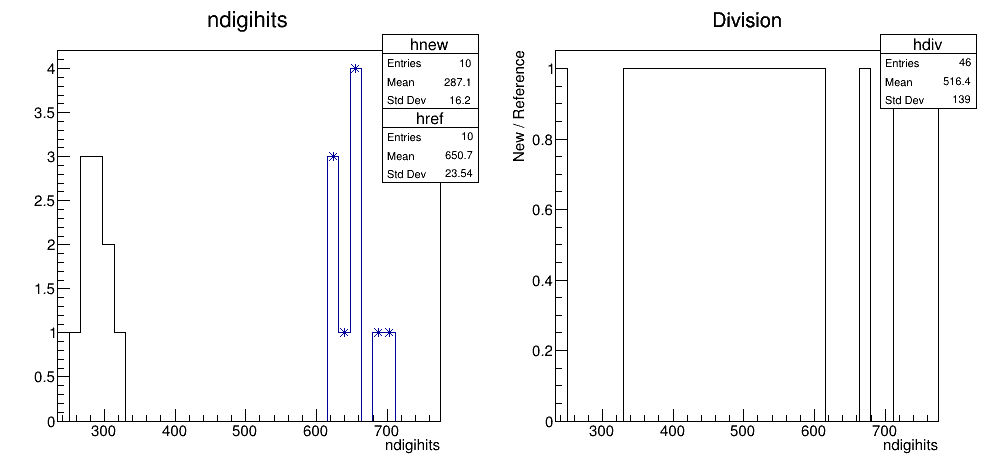 ndigihits
hnew
Entries 10
Mean 287.1
Std Dev 16.2
href
Entries 10
Mean 650.7
Std Dev 23.54
4
3.5
3
2.5
2
1.5
1
0.5
0
300 400 500 600 700
ndigihits
Division
hdiv
Entries 46
Mean 516.4
Std Dev 139
New / Reference
1
0.8
0.6
0.4
0.2
0
300 400 500 600 700
ndigihits